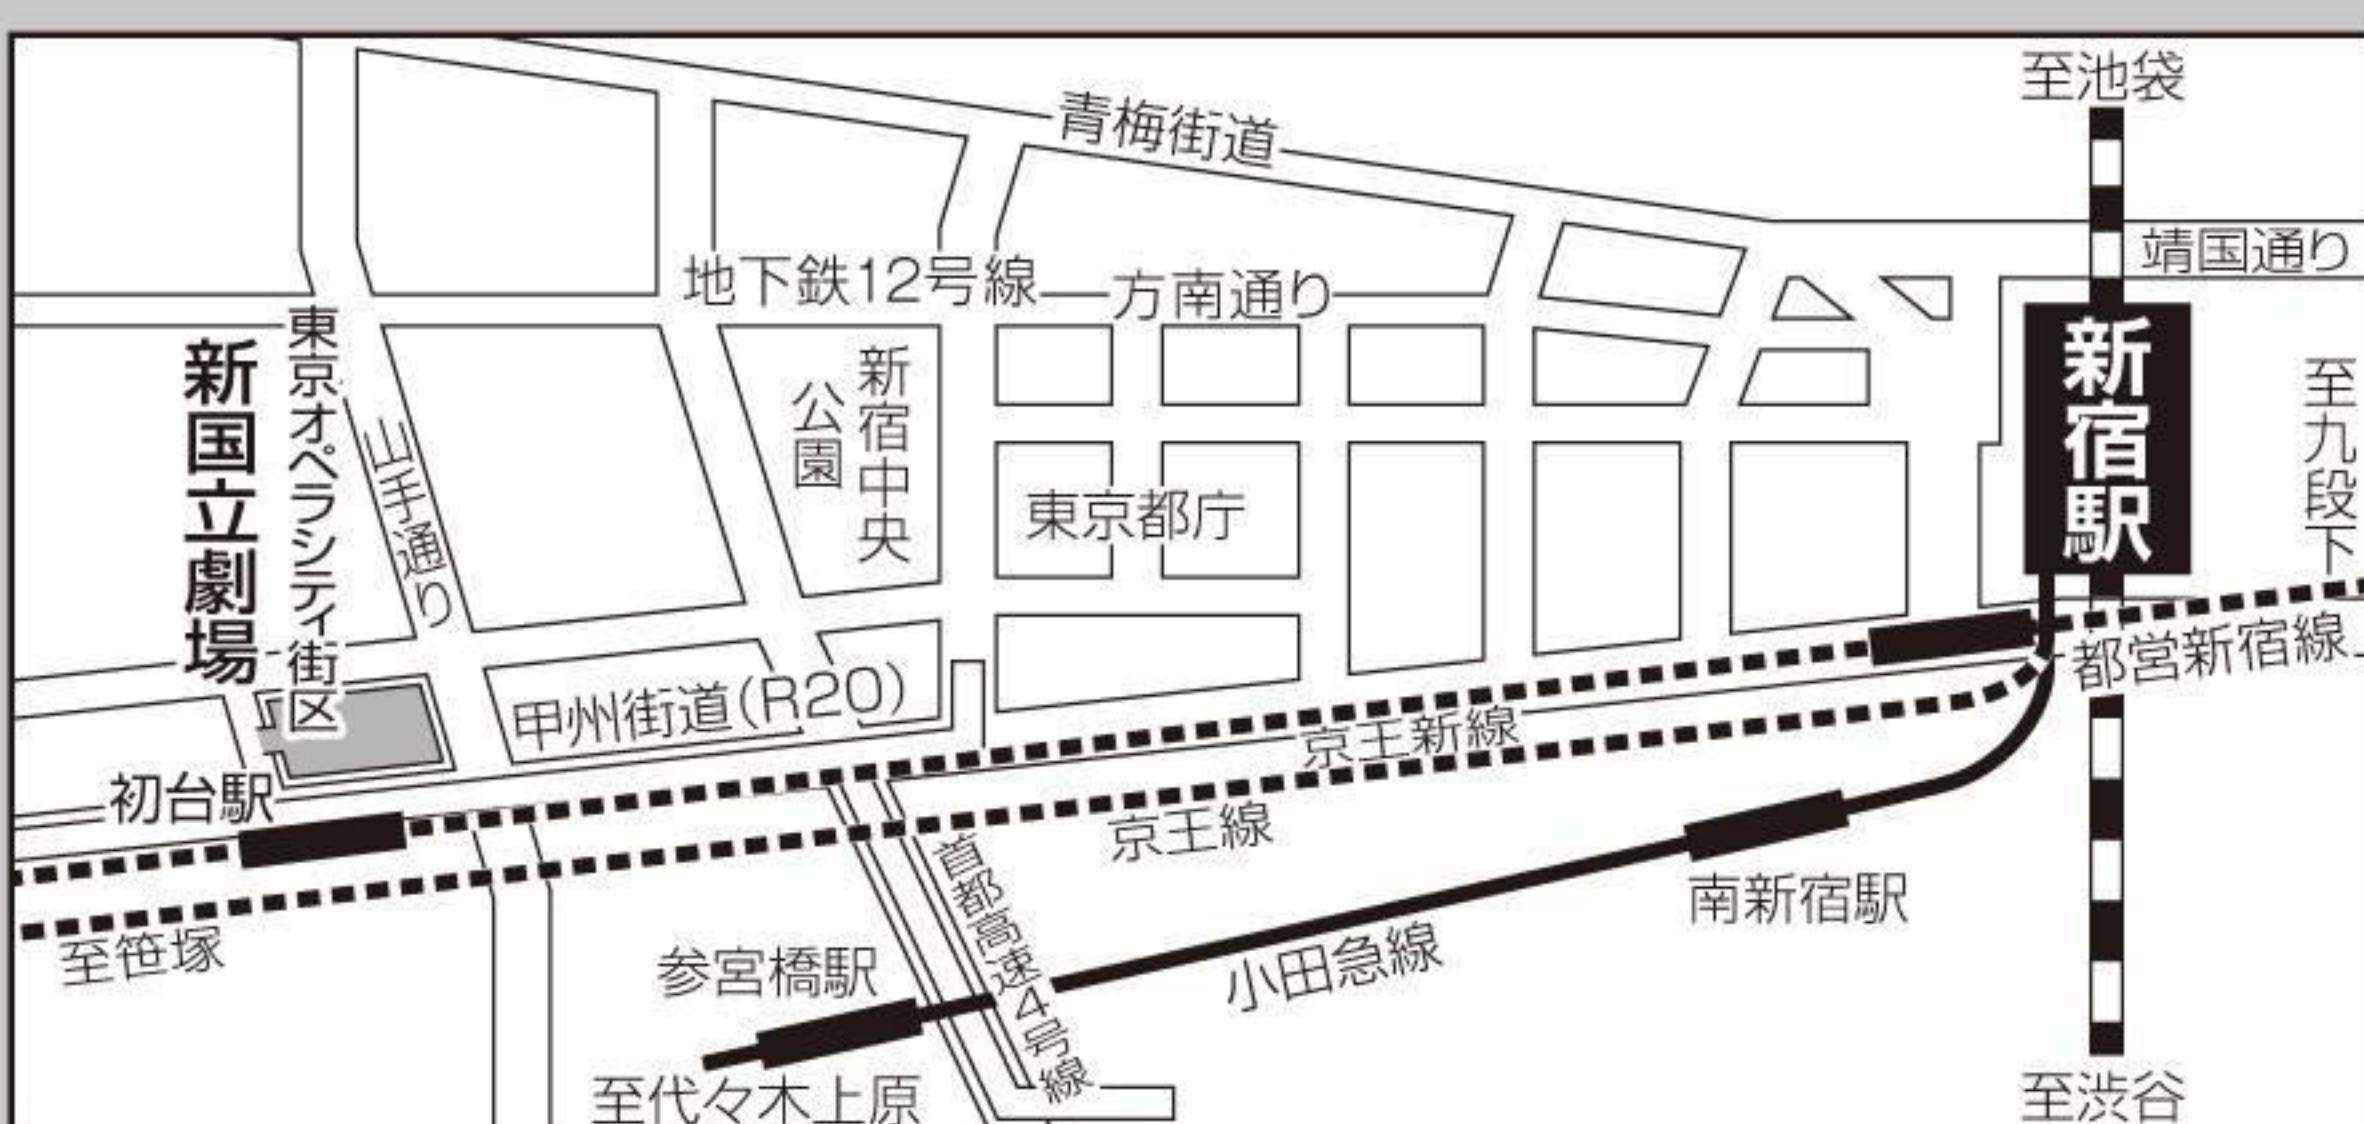 至池袋
青梅街道
靖国通り
地下鉄12号線
方南通り
新宿駅
至九段下
新宿中央
公園
東京オペラシティ街区
新国立劇場
山手通り
東京都庁
都営新宿線
甲州街道(R20)
京王新線
初台駅
京王線
首都高速4号線
南新宿駅
至笹塚
参宮橋駅
小田急線
至代々木上原
至渋谷